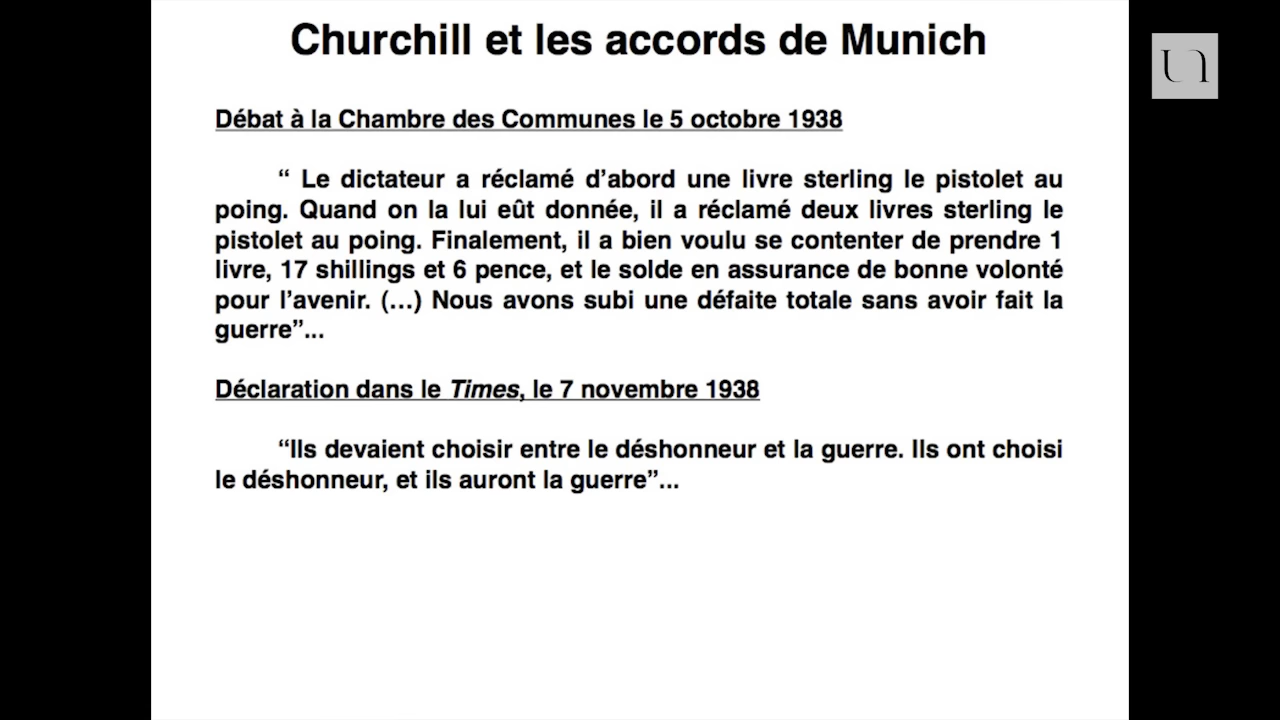 Churchill et les accords de Munich
Débat à la Chambre des Communes le 5 octobre 1938
“ Le dictateur a réclamé d’abord une livre sterling le pistolet au
poing. Quand on la lui eût donnée, il a réclamé deux livres sterling le
pistolet au poing. Finalement, il a bien voulu se contenter de prendre 1
livre, 17 shillings et 6 pence, et le solde en assurance de bonne volonté
pour l’avenir. (…) Nous avons subi une défaite totale sans avoir fait la
guerre”...
Déclaration dans le Times, le 7 novembre 1938
“Ils devaient choisir entre le déshonneur et la guerre. Ils ont choisi
le déshonneur, et ils auront la guerre”...